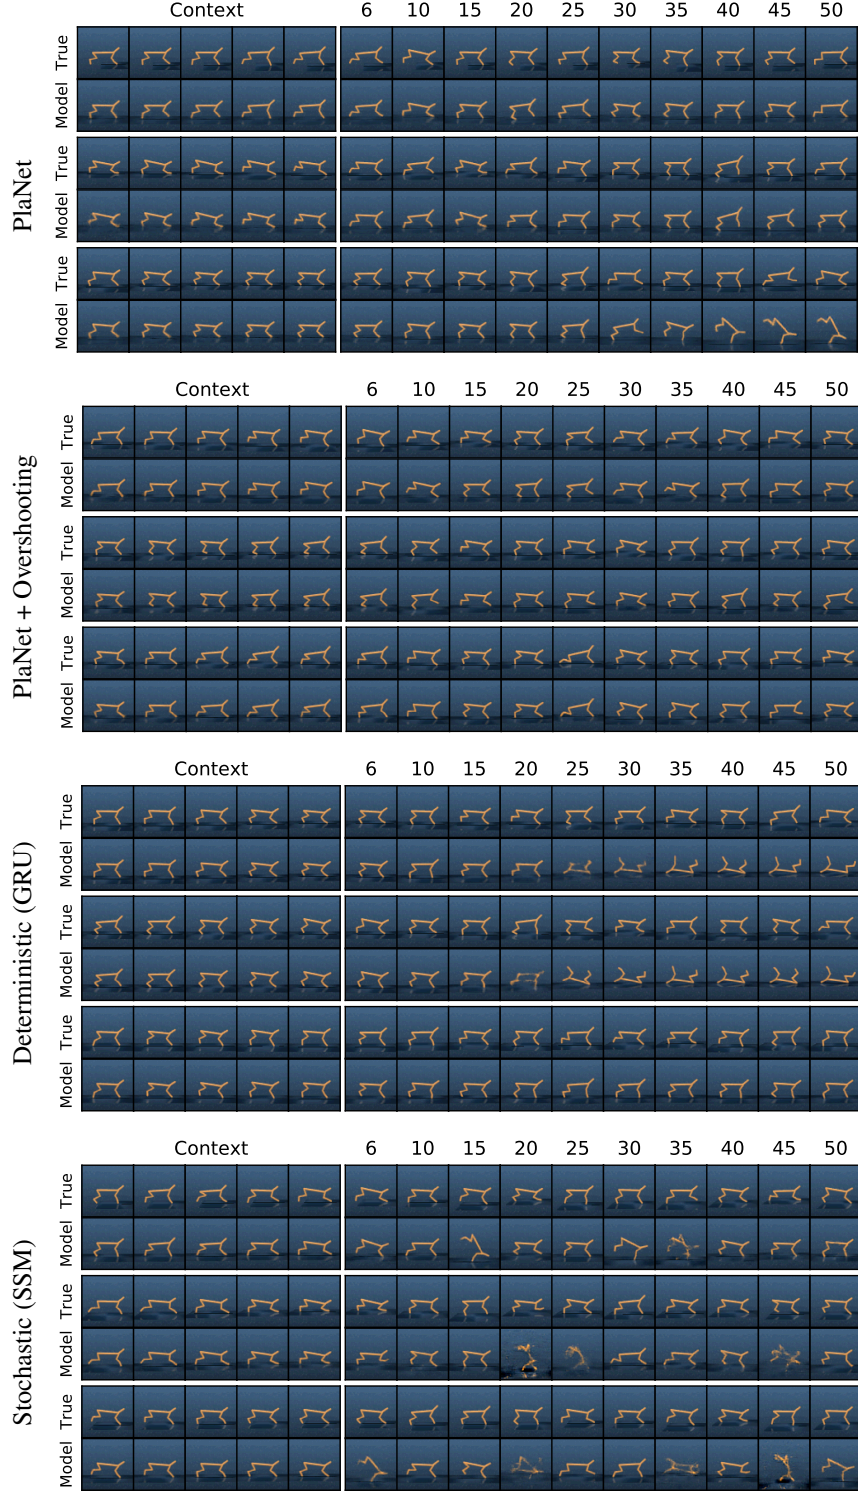 PlaNet
Context 6 10 15 20 25 30 35 40 45 50
True
Model
True
Model
True
Model
PlaNet + Overshooting
Context 6 10 15 20 25 30 35 40 45 50
True
Model
True
Model
True
Model
Deterministic (GRU)
Context 6 10 15 20 25 30 35 40 45 50
True
Model
True
Model
True
Model
Stochastic (SSM)
Context 6 10 15 20 25 30 35 40 45 50
True
Model
True
Model
True
Model